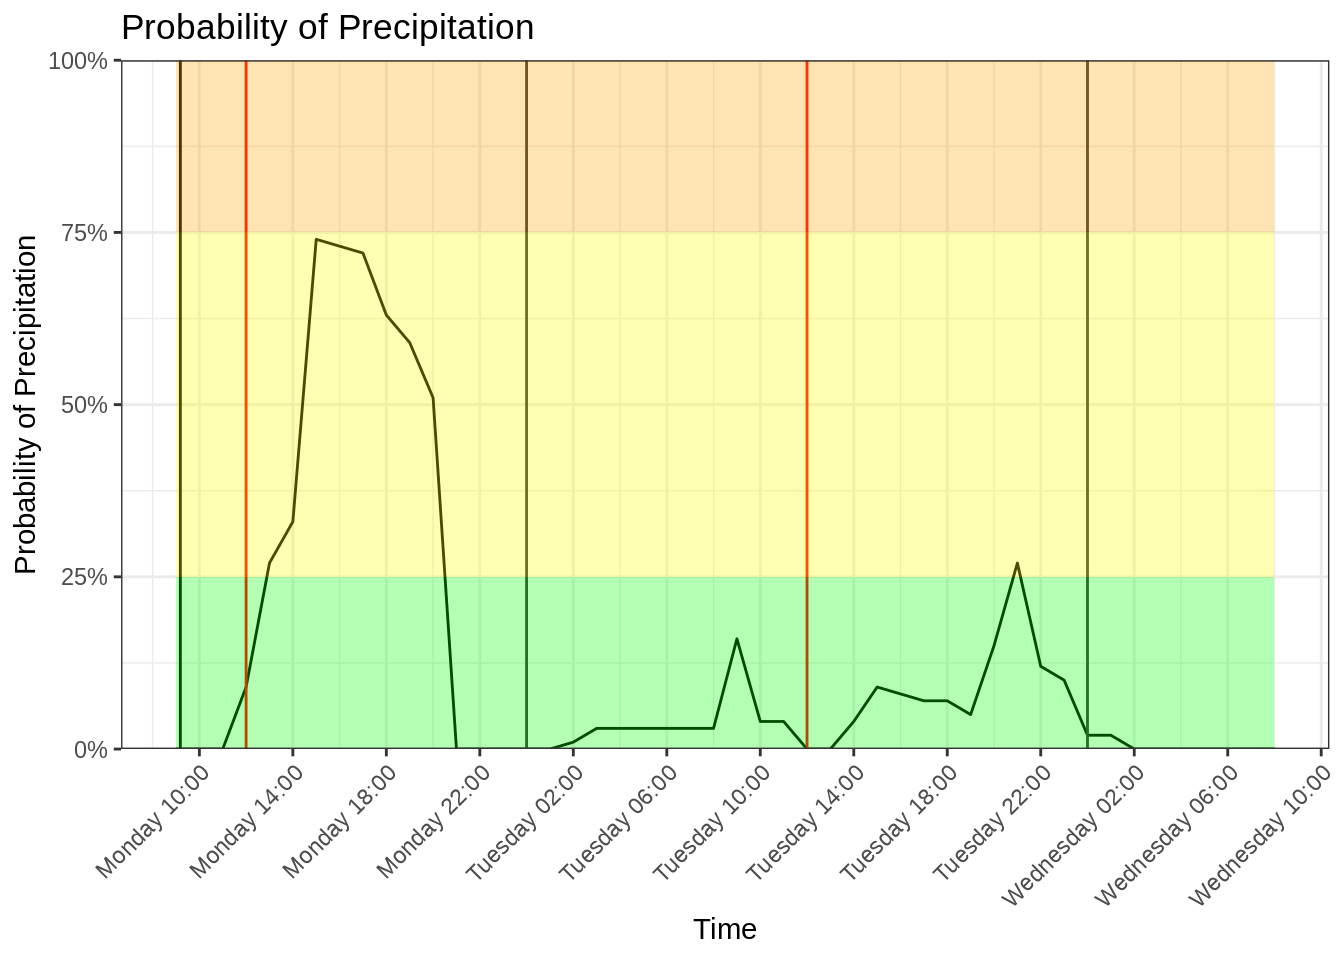 Probability of Precipitation
Probability of Precipitation
100%
75%
50%
25%
0%
Monday 10:00
Monday 14:00
Monday 18:00
Monday 22:00
Tuesday 02:00
Tuesday 06:00
Tuesday 10:00
Tuesday 14:00
Tuesday 18:00
Tuesday 22:00
Wednesday 02:00
Wednesday 06:00
Wednesday 10:00
Time